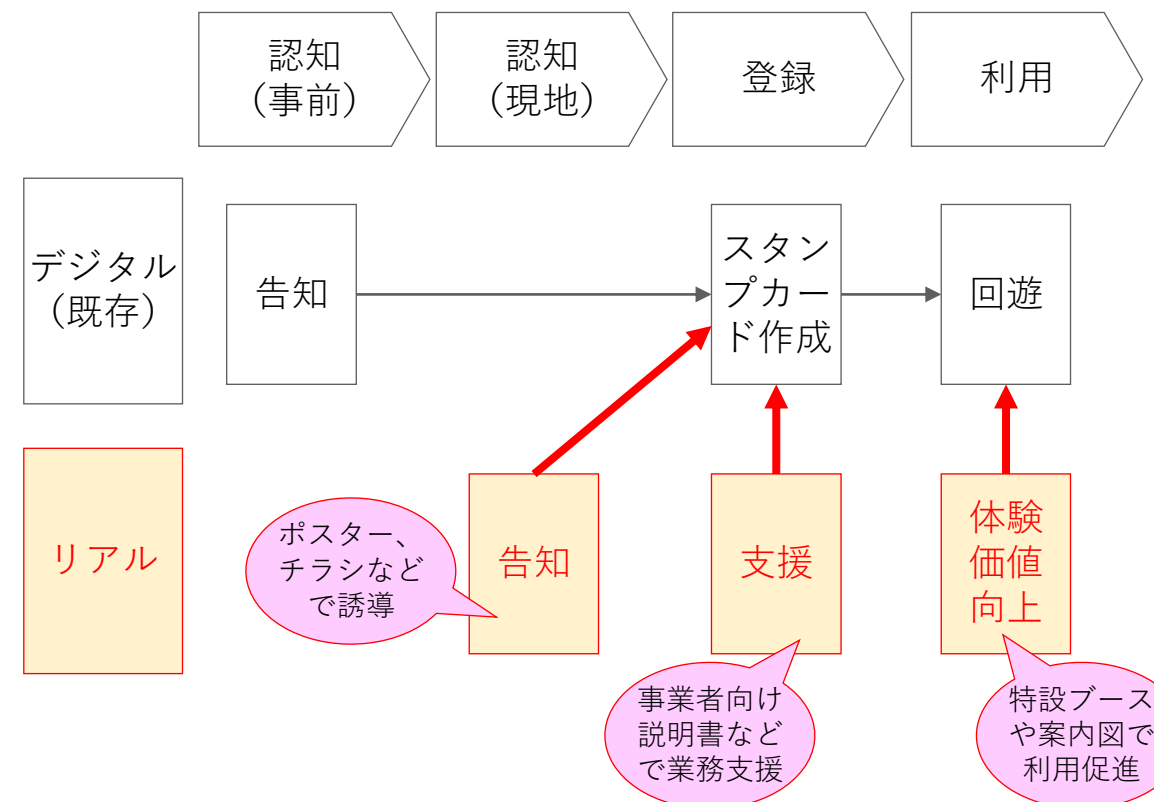 認知
（事前）
認知
（現地）
登録
利用
デジタル
（既存）
告知
スタン
プカー
ド作成
回遊
リアル
ポスター、
チラシなど
で誘導
告知
支援
体験
価値
向上
事業者向け
説明書など
で業務支援
特設ブース
や案内図で
利用促進